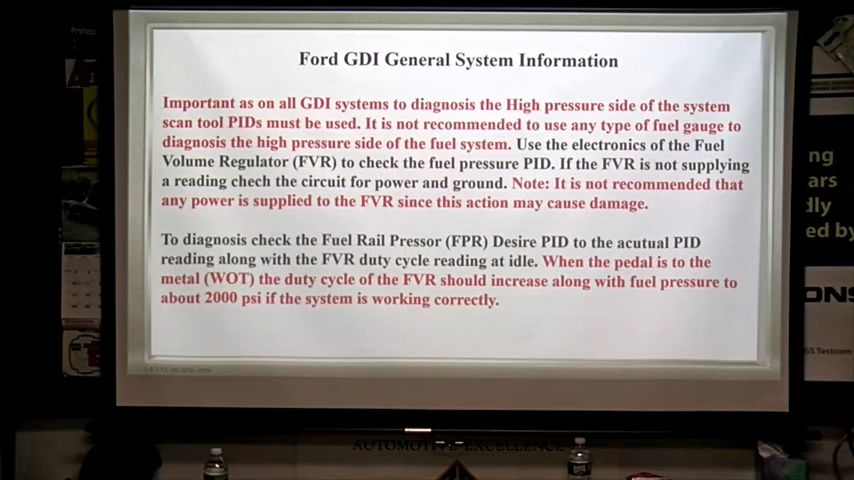 Ford GDI General System Information
Important as on all GDI systems to diagnosis the High pressure side of the system
scan tool PIDs must be used. It is not recommended to use any type of fuel gauge to
diagnosis the high pressure side of the fuel system. Use the electronics of the Fuel
Volume Regulator (FVR) to check the fuel pressure PID. If the FVR is not supplying
a reading chech the circuit for power and ground. Note: It is not recommended that
any power is supplied to the FVR since this action may cause damage.
To diagnosis check the Fuel Rail Pressor (FPR) Desire PID to the acutual PID
reading along with the FVR duty cycle reading at idle. When the pedal is to the
metal (WOT) the duty cycle of the FVR should increase along with fuel pressure to
about 2000 psi if the system is working correctly.
ng
ars
dly
ed by
ONS
SS Testcom
AUTOMOTIVE EXCELLENCE